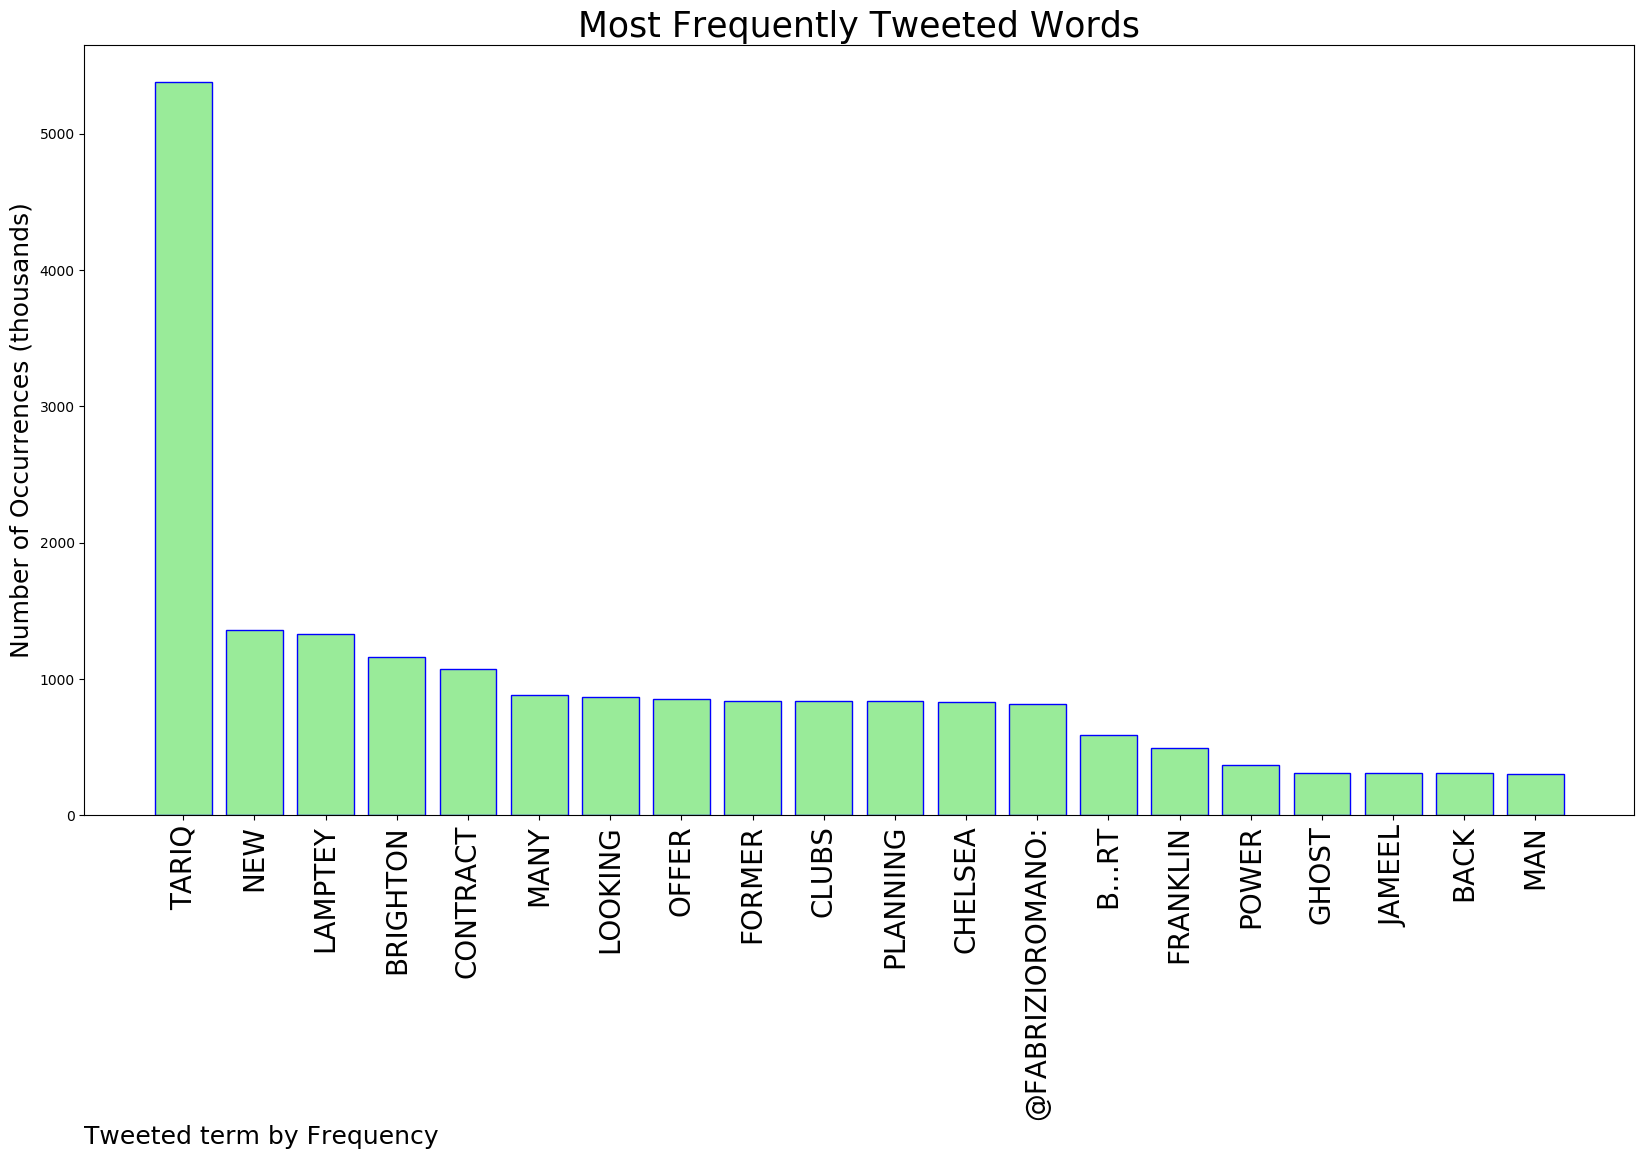 Most Frequently Tweeted Words
Number of Occurrences (thousands)
5000
4000
3000
2000
1000
0
TARIQ
NEW
LAMPTEY
BRIGHTON
CONTRACT
MANY
LOOKING
OFFER
FORMER
CLUBS
PLANNING
CHELSEA
@FABRIZIOROMANO:
B...RT
FRANKLIN
POWER
GHOST
JAMEEL
BACK
MAN
Tweeted term by Frequency